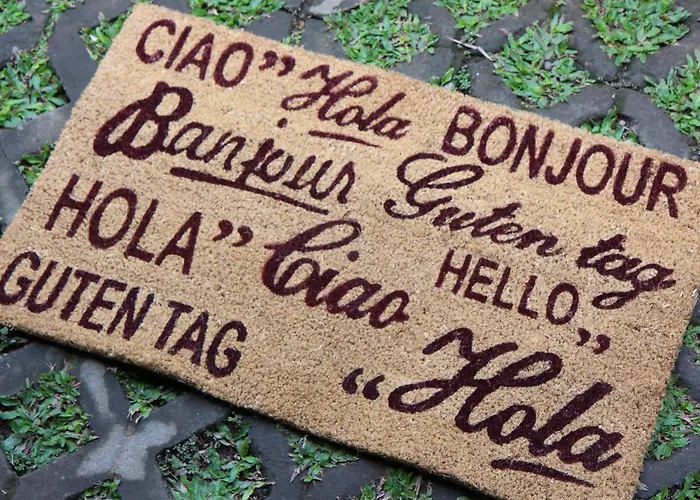 CIAO”
Hola
BONJOUR
Banjour
Guten tag
HOLA”
Ciao
HELLO”
GUTEN TAG
“Hola